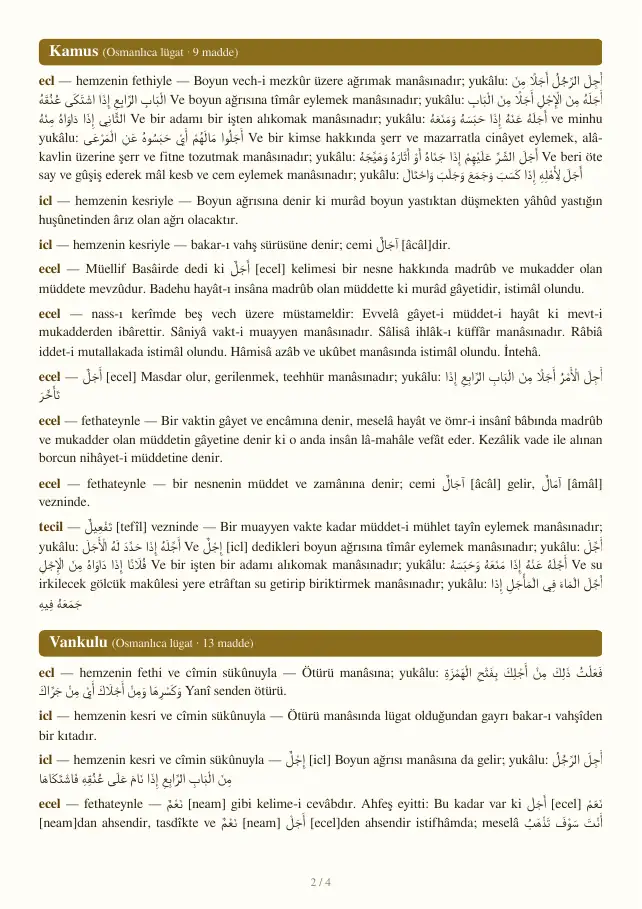 Kamus (Osmanlıca lügat · 9 madde)
ecl — hemzenin fethiyle — Boyun vech-i mezkûr üzere ağrımak manâsınadır; yukâlu: أَجِلَ الرَّجُلُ أَجَلًا مِنَ
الْبَابِ الرَّابِعِ إِذَا اشْتَكَى عُنُقَهُ Ve boyun ağrısına tîmâr eylemek manâsınadır; yukâlu: أَجَلَهُ مِنَ الْإِجْلِ أَجَلًا مِنَ الْبَابِ
الثَّانِي إِذَا دَاوَاهُ مِنْهُ Ve bir adamı bir işten alıkomak manâsınadır; yukâlu: أَجَلَهُ عَنْهُ إِذَا حَبَسَهُ وَمَنَعَهُ ve minhu
yukâlu: أَجَلُوا مَالَهُمْ أَيْ حَبَسُوهُ عَنِ الْمَرْعَى Ve bir kimse hakkında şerr ve mazarratla cinâyet eylemek, alâ-
kavlin üzerine şerr ve fitne tozutmak manâsınadır; yukâlu: أَجَلَ الشَّرَّ عَلَيْهِمْ إِذَا جَنَاهُ أَوْ أَثَارَهُ وَهَيَّجَهُ Ve beri öte
say ve gûşiş ederek mâl kesb ve cem eylemek manâsınadır; yukâlu: أَجَلَ لِأَهْلِهِ إِذَا كَسَبَ وَجَمَعَ وَجَلَبَ وَاحْتَالَ
icl — hemzenin kesriyle — Boyun ağrısına denir ki murâd boyun yastıktan düşmekten yâhûd yastığın
huşûnetinden ârız olan ağrı olacaktır.
icl — hemzenin kesriyle — bakar-ı vahş sürüsüne denir; cemi آجَالٌ [âcâl]dir.
ecel — Müellif Basâirde dedi ki أَجَلٌ [ecel] kelimesi bir nesne hakkında madrûb ve mukadder olan
müddete mevzûdur. Badehu hayât-ı insâna madrûb olan müddette ki murâd gâyetidir, istimâl olundu.
ecel — nass-ı kerîmde beş vech üzere müstameldir: Evvelâ gâyet-i müddet-i hayât ki mevt-i
mukadderden ibârettir. Sâniyâ vakt-i muayyen manâsınadır. Sâlisâ ihlâk-ı küffâr manâsınadır. Râbiâ
iddet-i mutallakada istimâl olundu. Hâmisâ azâb ve ukûbet manâsında istimâl olundu. İntehâ.
ecel — أَجَلٌ [ecel] Masdar olur, gerilenmek, teehhür manâsınadır; yukâlu: أَجِلَ الْأَمْرُ أَجَلًا مِنَ الْبَابِ الرَّابِعِ إِذَا
تَأَخَّرَ
ecel — fethateynle — Bir vaktin gâyet ve encâmına denir, meselâ hayât ve ömr-i insânî bâbında madrûb
ve mukadder olan müddetin gâyetine denir ki o anda insân lâ-mahâle vefât eder. Kezâlik vade ile alınan
borcun nihâyet-i müddetine denir.
ecel — fethateynle — bir nesnenin müddet ve zamânına denir; cemi آجَالٌ [âcâl] gelir, آمَالٌ [âmâl]
vezninde.
tecil — تَفْعِيلٌ [tefîl] vezninde — Bir muayyen vakte kadar müddet-i mühlet tayîn eylemek manâsınadır;
yukâlu: أَجَّلَهُ إِذَا حَدَّدَ لَهُ الْأَجَلَ Ve إِجْلٌ [icl] dedikleri boyun ağrısına tîmâr eylemek manâsınadır; yukâlu: أَجَّلَ
فُلَانًا إِذَا دَاوَاهُ مِنَ الْإِجْلِ Ve bir işten bir adamı alıkomak manâsınadır; yukâlu: أَجَّلَهُ عَنْهُ إِذَا مَنَعَهُ وَحَبَسَهُ Ve su
irkilecek gölcük makûlesi yere etrâftan su getirip biriktirmek manâsınadır; yukâlu: أَجَّلَ الْمَاءَ فِي الْمَأْجَلِ إِذَا
جَمَعَهُ فِيهِ
Vankulu (Osmanlıca lügat · 13 madde)
ecl — hemzenin fethi ve cîmin sükûnuyla — Ötürü manâsına; yukâlu: فَعَلْتُ ذَلِكَ مِنْ أَجْلِكَ بِفَتْحِ الْهَمْزَةِ
وَكَسْرِهَا وَمِنْ أَجْلَاكَ أَيْ مِنْ جَرَّاكَ Yanî senden ötürü.
icl — hemzenin kesri ve cîmin sükûnuyla — Ötürü manâsında lügat olduğundan gayrı bakar-ı vahşîden
bir kıtadır.
icl — hemzenin kesri ve cîmin sükûnuyla — إِجْلٌ [icl] Boyun ağrısı manâsına da gelir; yukâlu: أَجِلَ الرَّجُلُ
مِنَ الْبَابِ الرَّابِعِ إِذَا نَامَ عَلَى عُنُقِهِ فَاشْتَكَاهَا
ecel — fethateynle — نَعَمْ [neam] gibi kelime-i cevâbdır. Ahfeş eyitti: Bu kadar var ki أَجَلْ [ecel] نَعَمْ
[neam]dan ahsendir, tasdîkte ve نَعَمْ [neam] أَجَلْ [ecel]den ahsendir istifhâmda; meselâ أَنْتَ سَوْفَ تَذْهَبُ
2 / 4